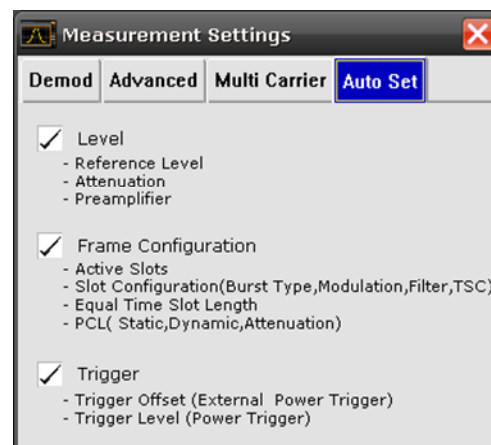 Measurement Settings
Demod Advanced Multi Carrier Auto Set
Level
- Reference Level
- Attenuation
- Preamplifier
Frame Configuration
- Active Slots
- Slot Configuration(Burst Type,Modulation,Filter,TSC)
- Equal Time Slot Length
- PCL( Static,Dynamic,Attenuation)
Trigger
- Trigger Offset (External Power Trigger)
- Trigger Level (Power Trigger)